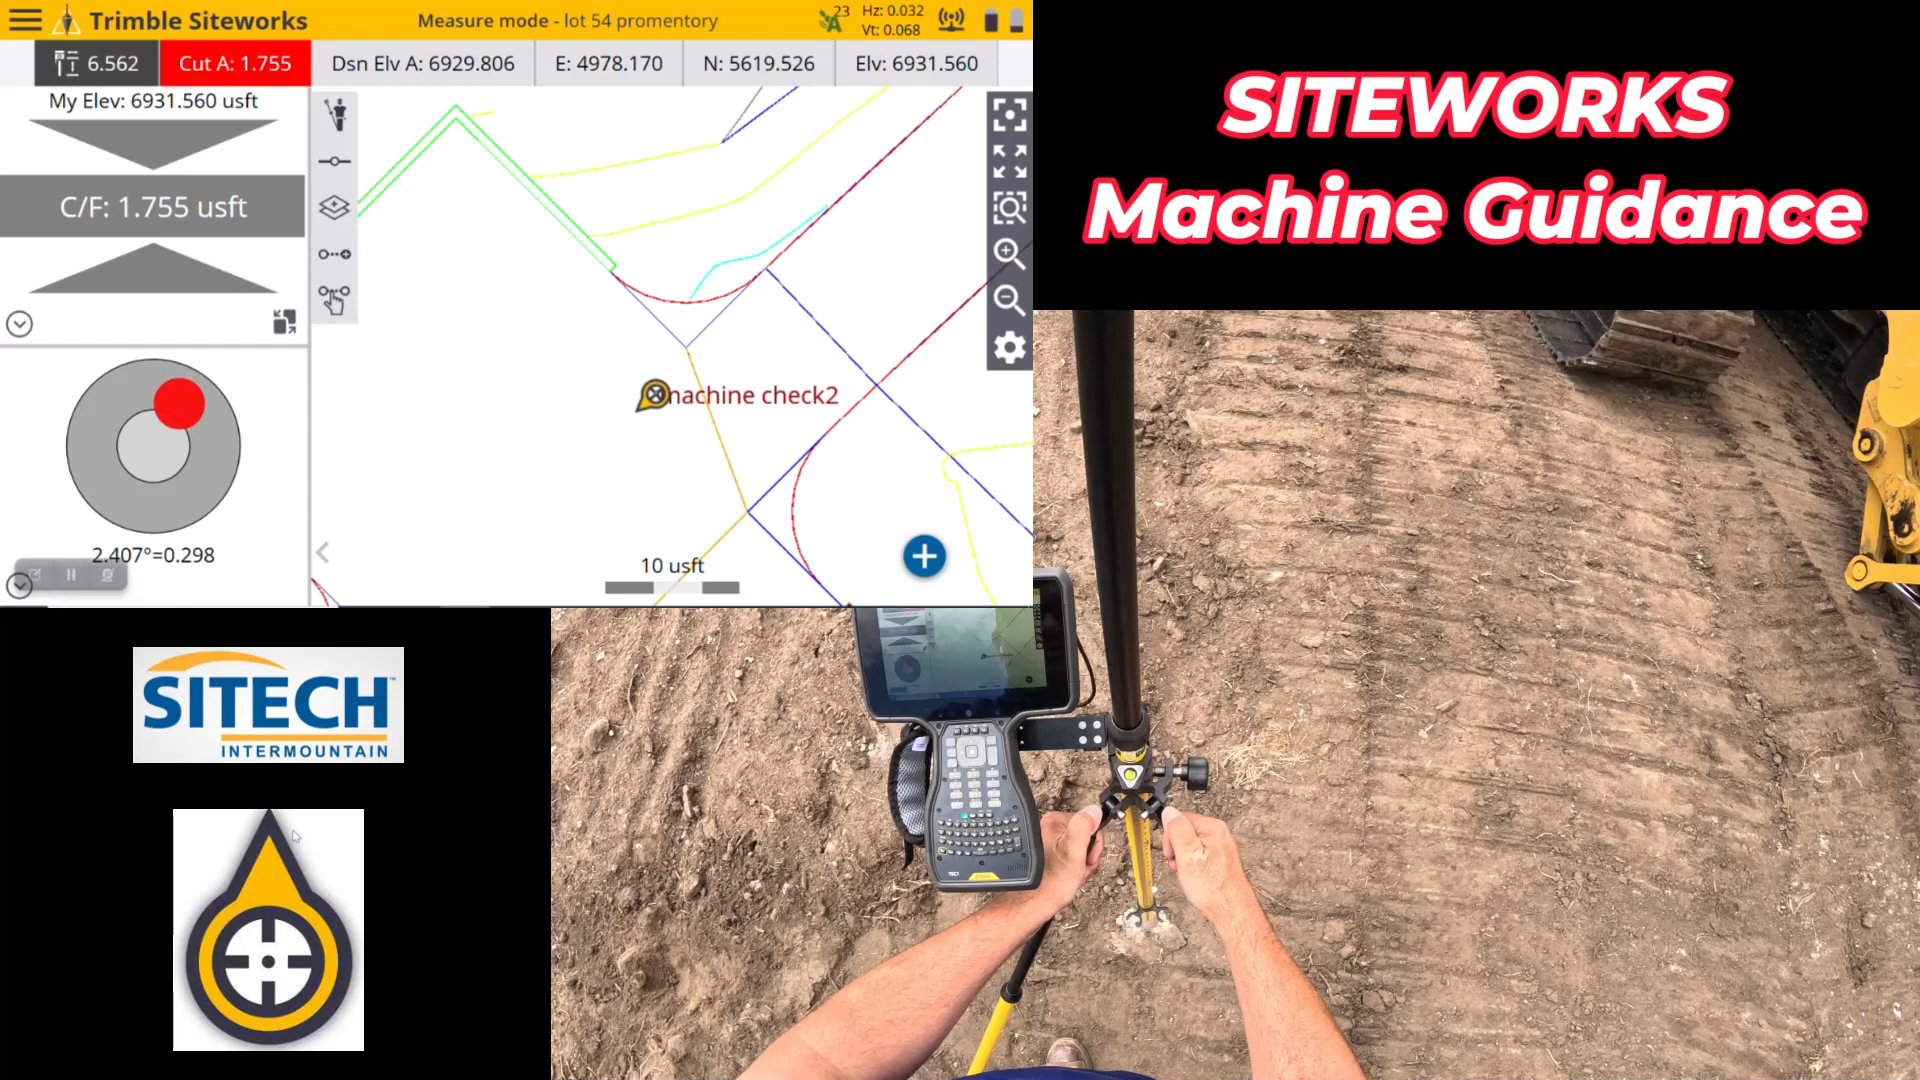 Trimble Siteworks
Measure mode - lot 54 promentory
23
Hz: 0.032
Vt: 0.068
6.562
Cut A: 1.755
Dsn Elv A: 6929.806
E: 4978.170
N: 5619.526
Elv: 6931.560
My Elev: 6931.560 usft
C/F: 1.755 usft
2.407°=0.298
machine check2
10 usft
SITEWORKS
Machine Guidance
SITECH™
INTERMOUNTAIN